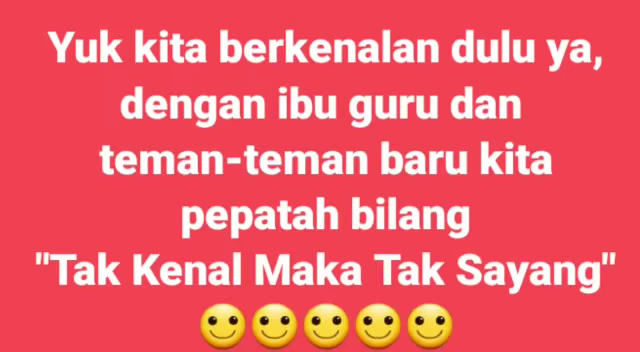 Yuk kita berkenalan dulu ya,
dengan ibu guru dan
teman-teman baru kita
pepatah bilang
"Tak Kenal Maka Tak Sayang"
🙂🙂🙂🙂🙂